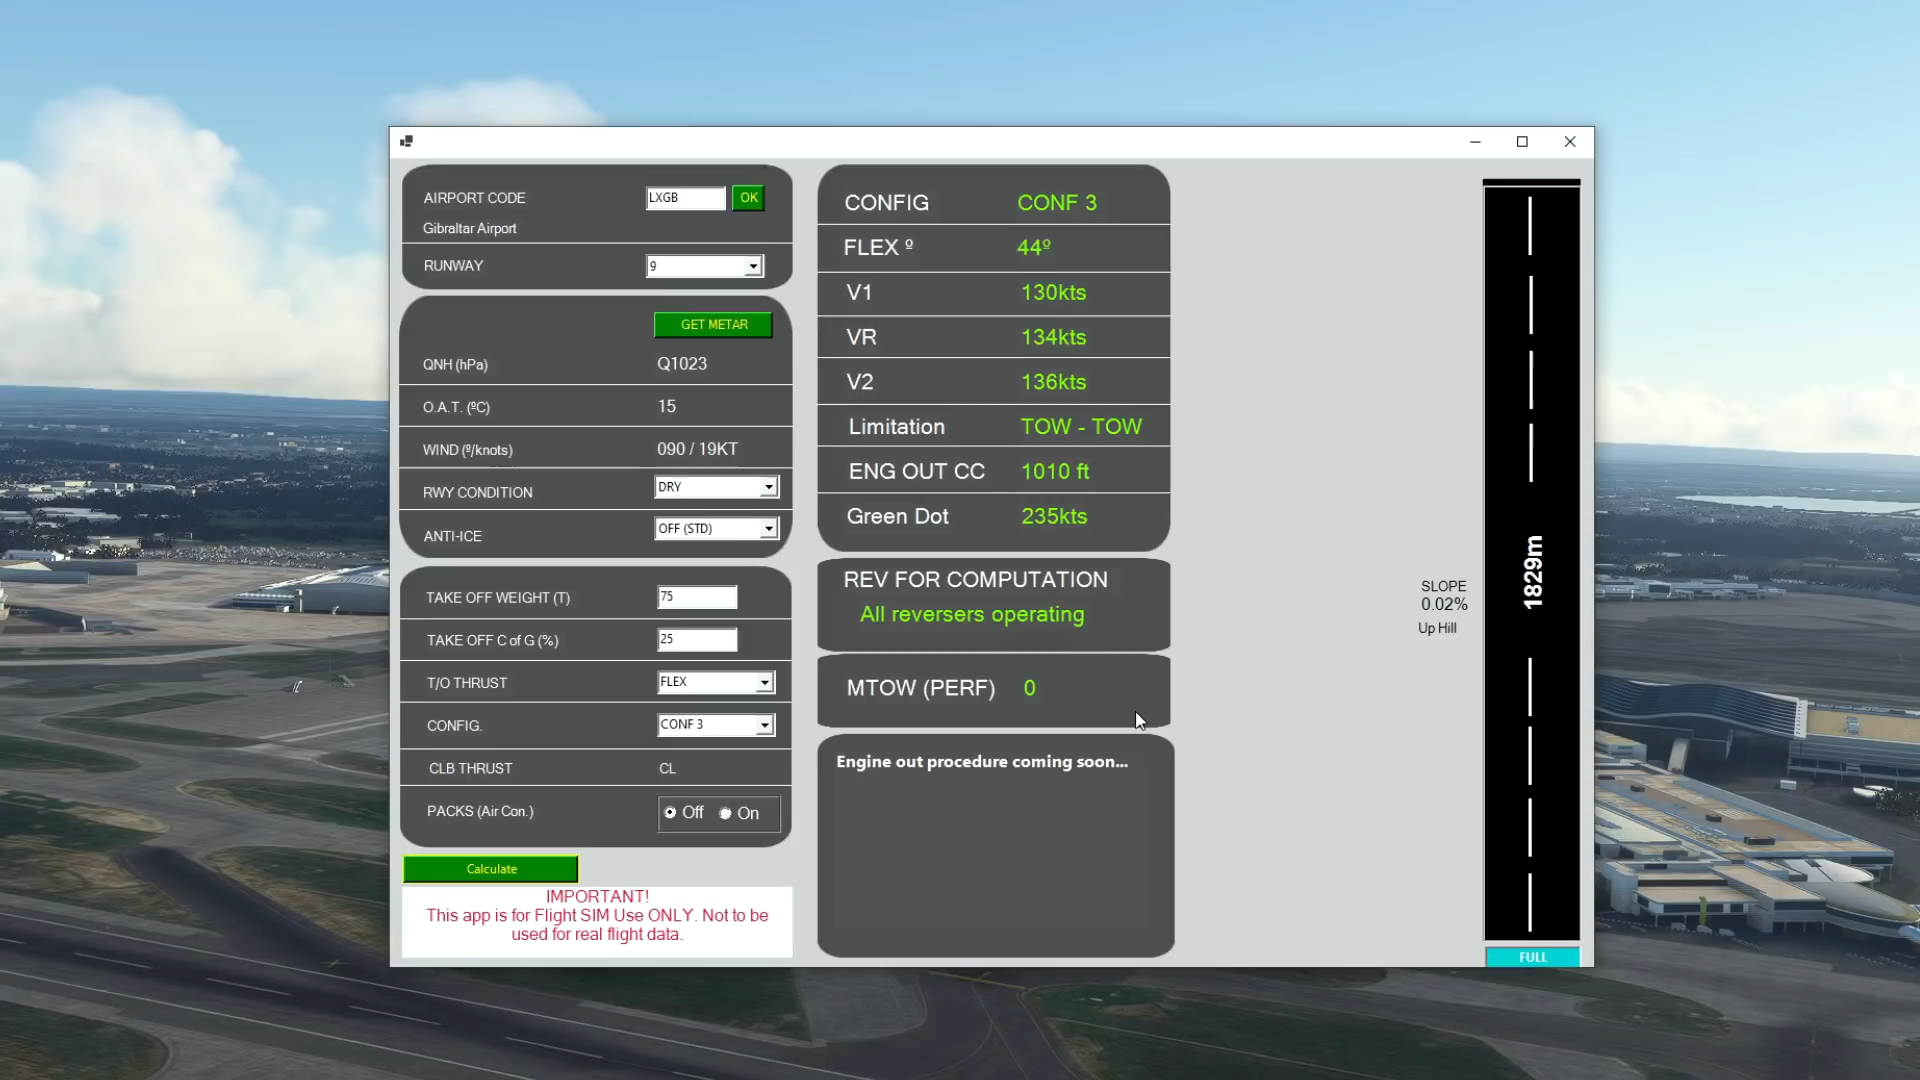 AIRPORT CODE LXGB OK
Gibraltar Airport
RUNWAY 9
GET METAR
QNH (hPa) Q1023
O.A.T. (ºC) 15
WIND (º/knots) 090 / 19KT
RWY CONDITION DRY
ANTI-ICE OFF (STD)
TAKE OFF WEIGHT (T) 75
TAKE OFF C of G (%) 25
T/O THRUST FLEX
CONFIG. CONF 3
CLB THRUST CL
PACKS (Air Con.) Off On
Calculate
IMPORTANT!
This app is for Flight SIM Use ONLY. Not to be
used for real flight data.
CONFIG CONF 3
FLEX º 44º
V1 130kts
VR 134kts
V2 136kts
Limitation TOW - TOW
ENG OUT CC 1010 ft
Green Dot 235kts
REV FOR COMPUTATION
All reversers operating
MTOW (PERF) 0
Engine out procedure coming soon...
SLOPE
0.02%
Up Hill
1829m
FULL